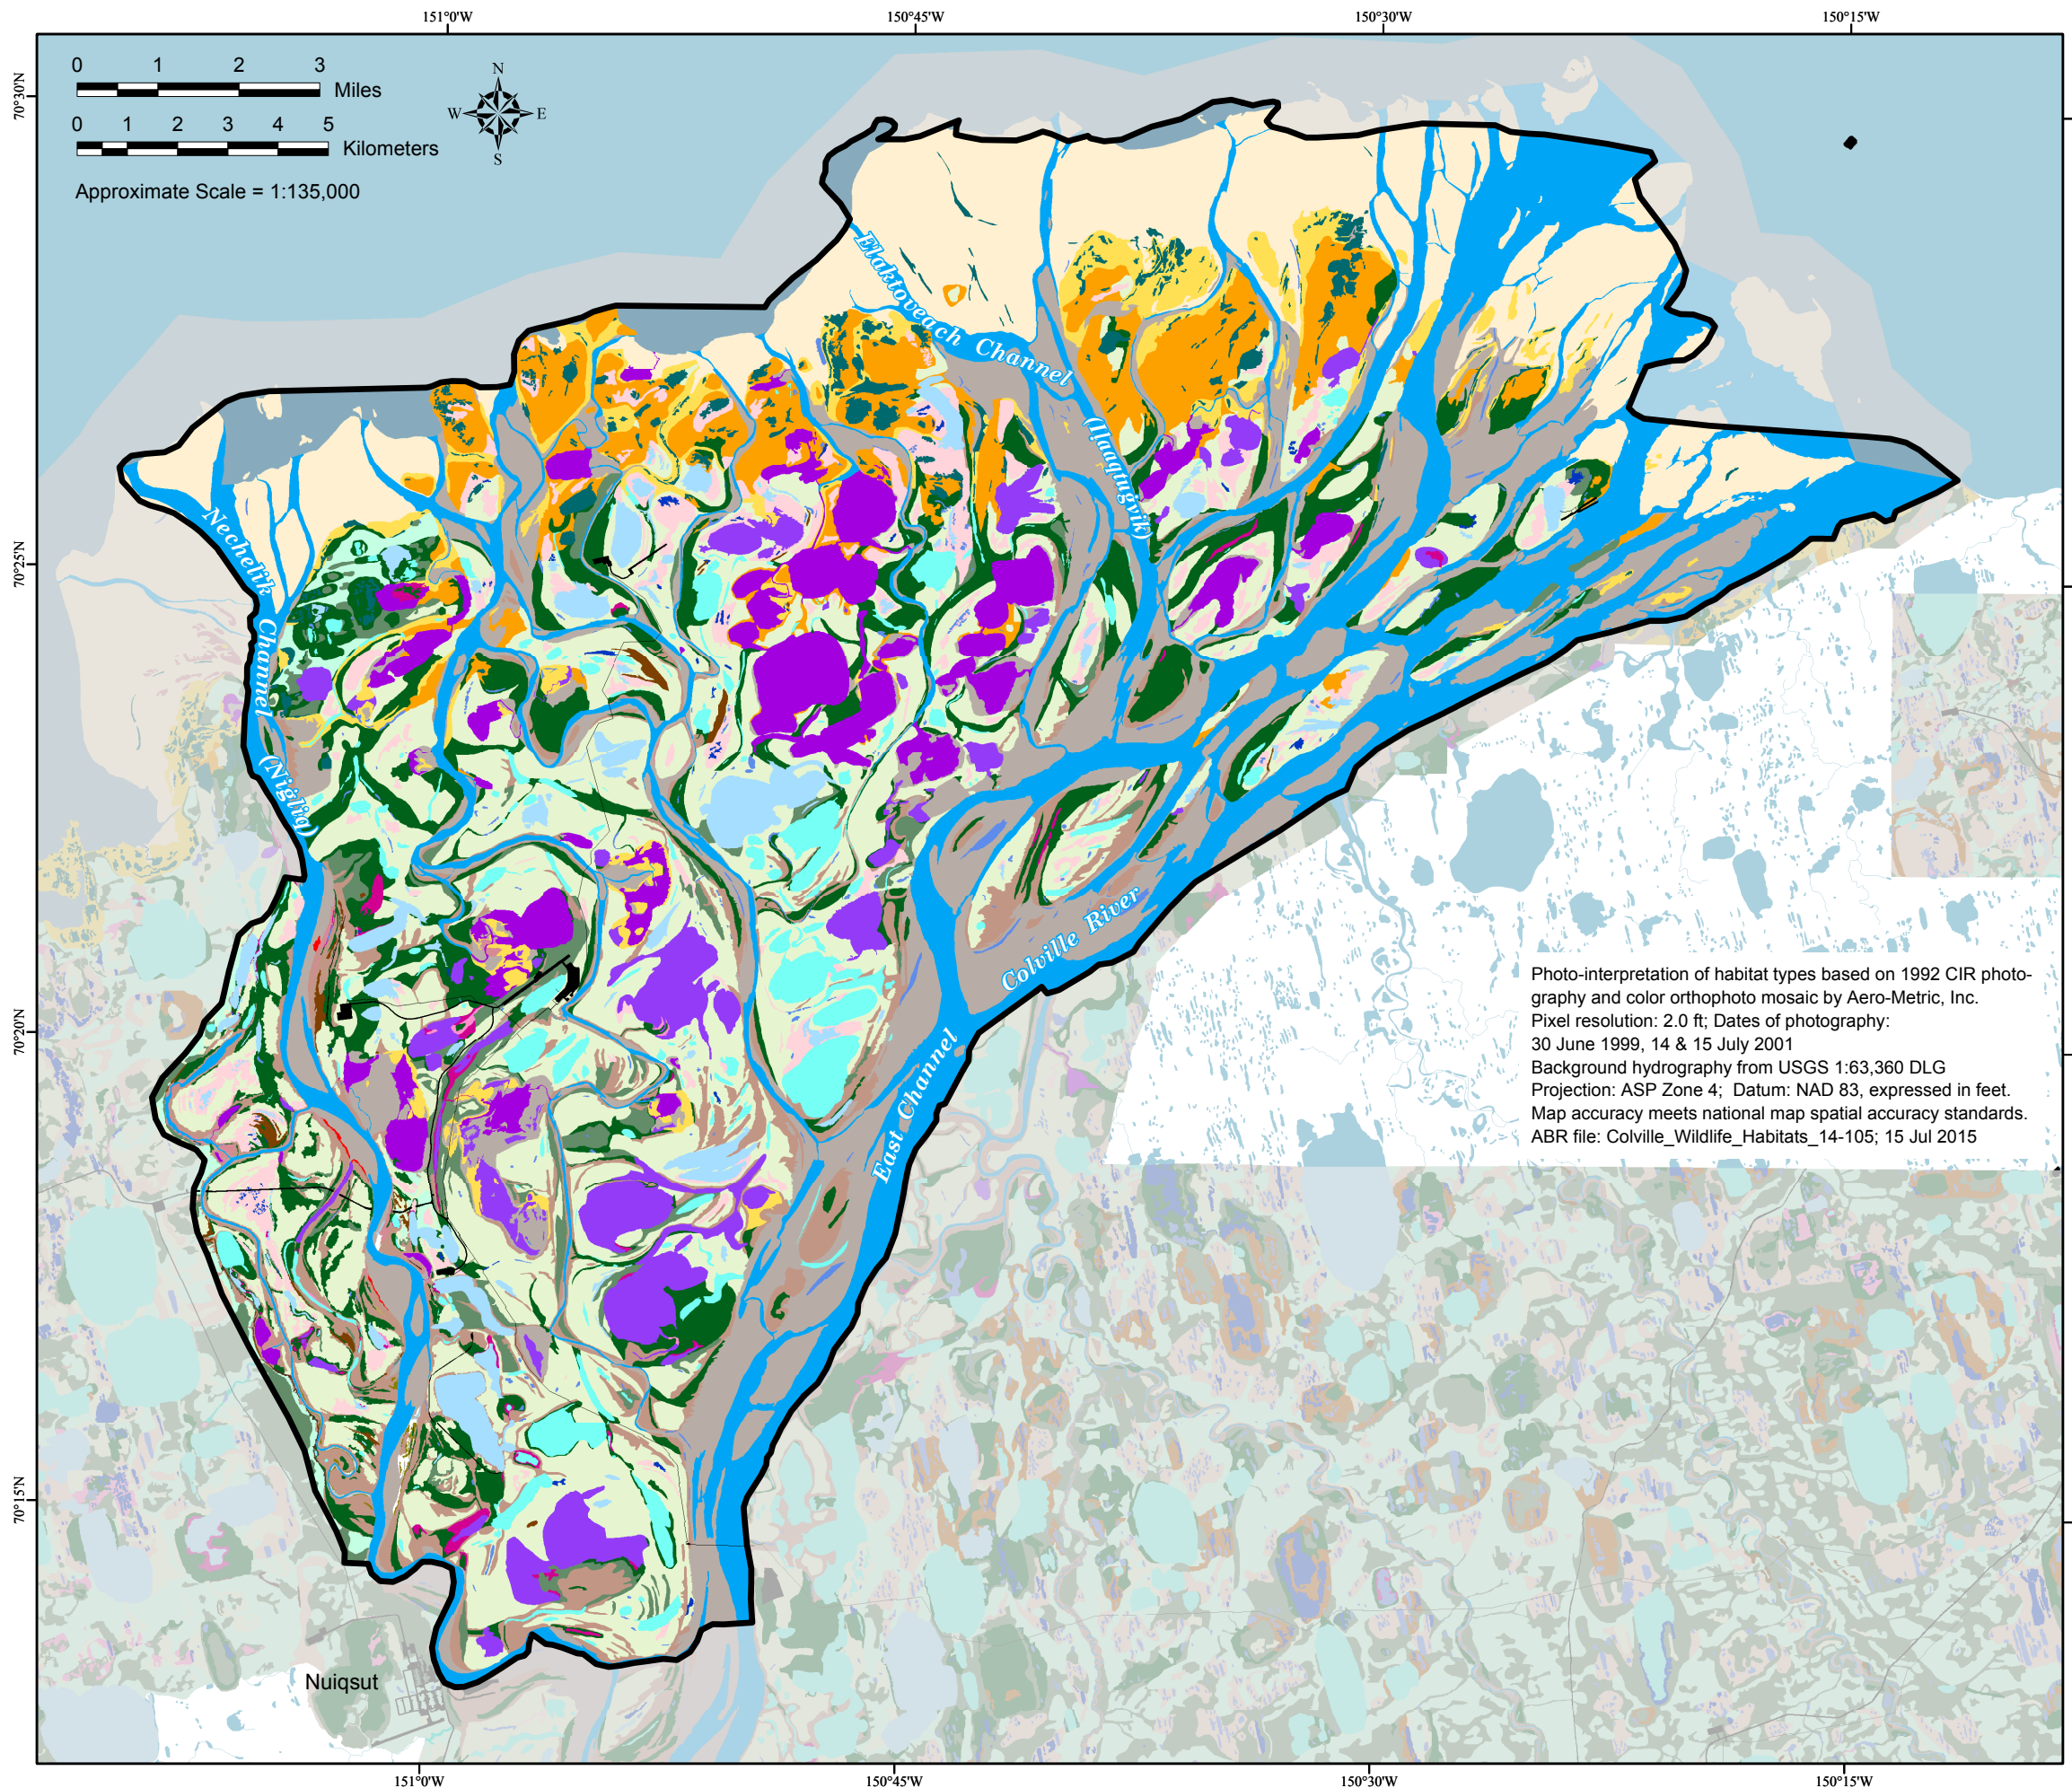 151°0'W
150°45'W
150°30'W
150°15'W
0 1 2 3
Miles
0 1 2 3 4 5
Kilometers
Approximate Scale = 1:135,000
N
W E
S
70°30'N
70°25'N
70°20'N
70°15'N
Elaktoveach Channel
(Ilaaqtugvik)
Nechelik Channel (Nigliq)
Colville River
East Channel
Nuiqsut
Photo-interpretation of habitat types based on 1992 CIR photo-
graphy and color orthophoto mosaic by Aero-Metric, Inc.
Pixel resolution: 2.0 ft; Dates of photography:
30 June 1999, 14 & 15 July 2001
Background hydrography from USGS 1:63,360 DLG
Projection: ASP Zone 4; Datum: NAD 83, expressed in feet.
Map accuracy meets national map spatial accuracy standards.
ABR file: Colville_Wildlife_Habitats_14-105; 15 Jul 2015
151°0'W
150°45'W
150°30'W
150°15'W